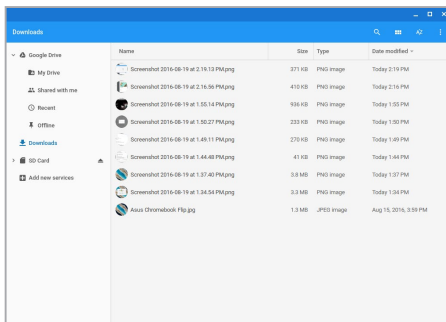 Downloads
Name Size Type Date modified
Google Drive
My Drive
Shared with me
Recent
Offline
Downloads
SD Card
Add new services
Screenshot 2016-08-19 at 2.19.13 PM.png 371 KB PNG image Today 2:19 PM
Screenshot 2016-08-19 at 2.16.56 PM.png 410 KB PNG image Today 2:16 PM
Screenshot 2016-08-19 at 1.55.14 PM.png 936 KB PNG image Today 1:55 PM
Screenshot 2016-08-19 at 1.50.27 PM.png 233 KB PNG image Today 1:50 PM
Screenshot 2016-08-19 at 1.49.11 PM.png 270 KB PNG image Today 1:49 PM
Screenshot 2016-08-19 at 1.44.48 PM.png 41 KB PNG image Today 1:44 PM
Screenshot 2016-08-19 at 1.37.40 PM.png 3.8 MB PNG image Today 1:37 PM
Screenshot 2016-08-19 at 1.34.54 PM.png 3.3 MB PNG image Today 1:34 PM
Asus Chromebook Flip.jpg 1.3 MB JPEG image Aug 15, 2016, 3:59 PM